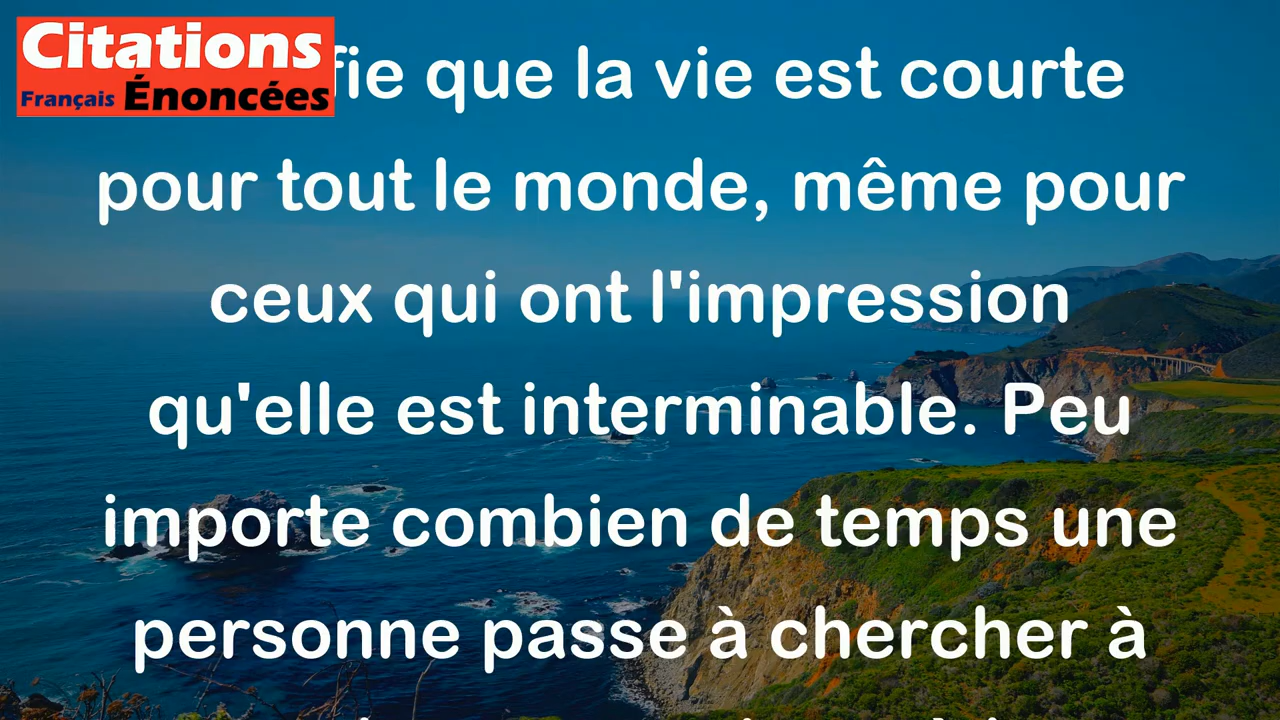 Citations
Français Énoncées
que la vie est courte
pour tout le monde, même pour
ceux qui ont l'impression
qu'elle est interminable. Peu
importe combien de temps une
personne passe à chercher à